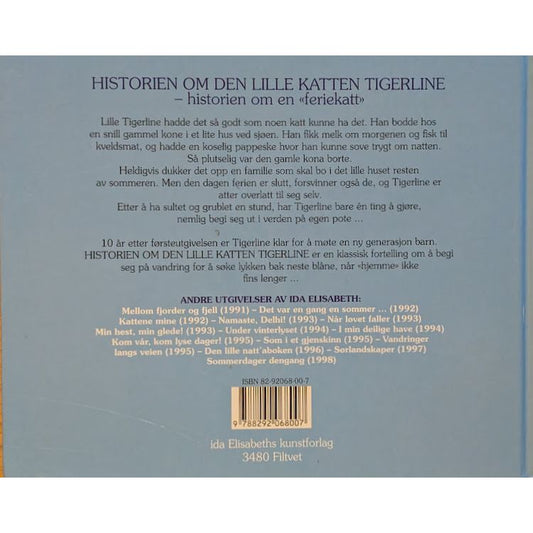 HISTORIEN OM DEN LILLE KATTEN TIGERLINE
– historien om en «feriekatt»
Lille Tigerline hadde det så godt som noen katt kunne ha det. Han bodde hos
en snill gammel kone i et lite hus ved sjøen. Han fikk melk om morgenen og fisk til
kveldsmat, og hadde en koselig pappeske hvor han kunne sove trygt om natten.
Så plutselig var den gamle kona borte.
Heldigvis dukker det opp en familie som skal bo i det lille huset resten
av sommeren. Men den dagen ferien er slutt, forsvinner også de, og Tigerline er
atter overlatt til seg selv.
Etter å ha sultet og grublet en stund, har Tigerline bare én ting å gjøre,
nemlig begi seg ut i verden på egen pote ...
10 år etter førsteutgivelsen er Tigerline klar for å møte en ny generasjon barn.
HISTORIEN OM DEN LILLE KATTEN TIGERLINE er en klassisk fortelling om å begi
seg på vandring for å søke lykken bak neste blåne, når «hjemme» ikke
fins lenger ...
ANDRE UTGIVELSER AV IDA ELISABETH:
Mellom fjorder og fjell (1991) – Det var en gang en sommer ... (1992)
Kattene mine (1992) – Namaste, Delhi! (1993) – Når lovet faller (1993)
Min hest, min glede! (1993) – Under vinterlyset (1994) – I min deilige have (1994)
Kom vår, kom lyse dager! (1995) – Som i et gjenskinn (1995) – Vandringer
langs veien (1995) – Den lille natt'aboken (1996) – Sørlandskaper (1997)
Sommerdager dengang (1998)
ISBN 82-92068-00-7
9 788292 068007
ida Elisabeths kunstforlag
3480 Filtvet